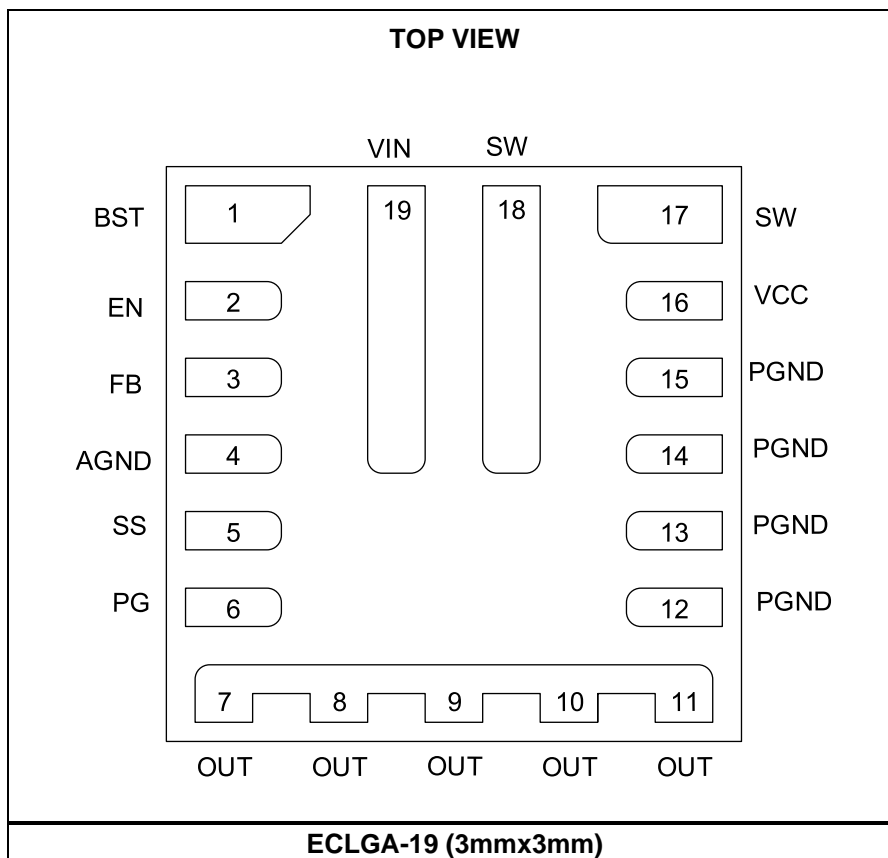 TOP VIEW
VIN SW
BST 1 19 18 17 SW
EN 2 16 VCC
FB 3 15 PGND
AGND 4 14 PGND
SS 5 13 PGND
PG 6 12 PGND
7 8 9 10 11
OUT OUT OUT OUT OUT
ECLGA-19 (3mmx3mm)